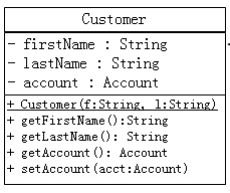 Customer
- firstName : String
- lastName : String
- account : Account
+ Customer(f:String, l:String)
+ getFirstName():String
+ getLastName(): String
+ getAccount(): Account
+ setAccount(acct:Account)